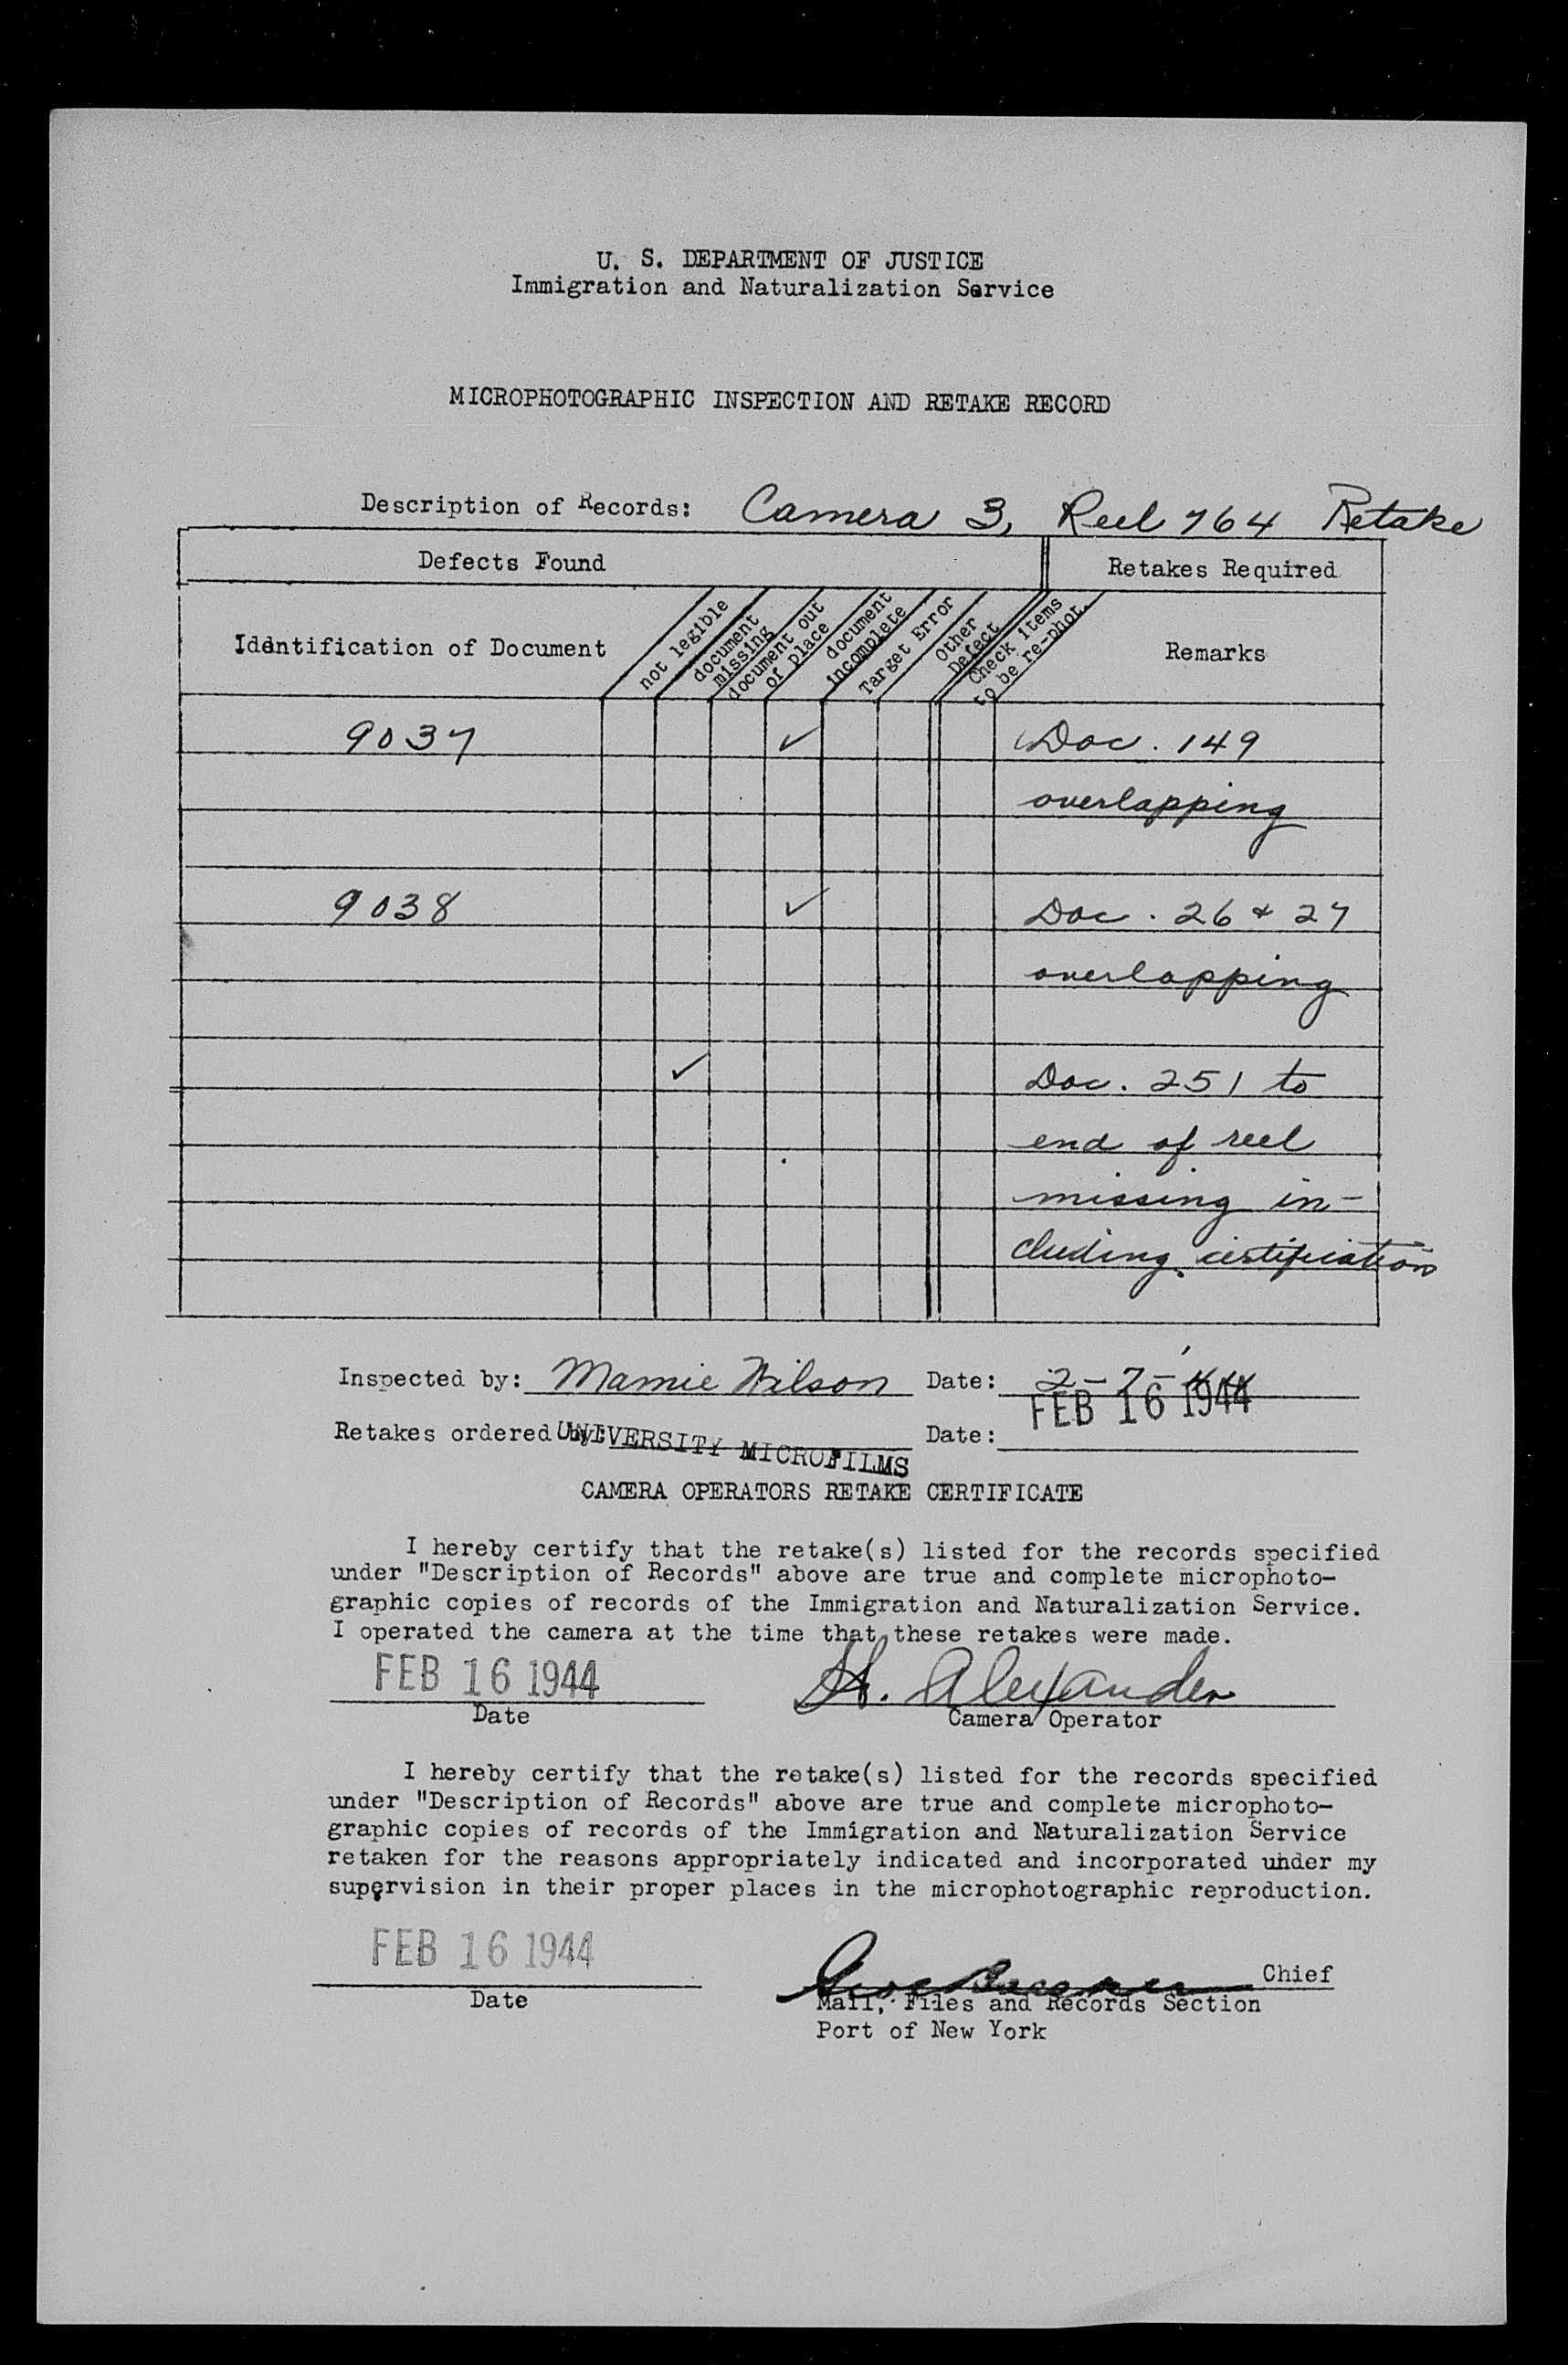 U. S. DEPARTMENT OF JUSTICE
Immigration and Naturalization Service
MICROPHOTOGRAPHIC INSPECTION AND RETAKE RECORD
Description of Records: Camera 3, Reel 764 Retake
Defects Found
Retakes Required
Identification of Document
not legible
document missing
document out of place
document incomplete
Target Error
Other Defect
Check items to be re-phot.
Remarks
9037 ✓ Doc. 149
overlapping
9038 ✓ Doc. 26 & 27
overlapping
✓ Doc. 251 to
end of reel
missing in-
cluding certification
Inspected by: Mamie Wilson Date: 2-7-44
FEB 16 1944
Retakes ordered by: UNIVERSITY MICROFILMS Date:
CAMERA OPERATORS RETAKE CERTIFICATE
I hereby certify that the retake(s) listed for the records specified
under "Description of Records" above are true and complete microphoto-
graphic copies of records of the Immigration and Naturalization Service.
I operated the camera at the time that these retakes were made.
FEB 16 1944 H. Alexander
Date Camera Operator
I hereby certify that the retake(s) listed for the records specified
under "Description of Records" above are true and complete microphoto-
graphic copies of records of the Immigration and Naturalization Service
retaken for the reasons appropriately indicated and incorporated under my
supervision in their proper places in the microphotographic reproduction.
FEB 16 1944 Chief
Date Mail, Files and Records Section
Port of New York